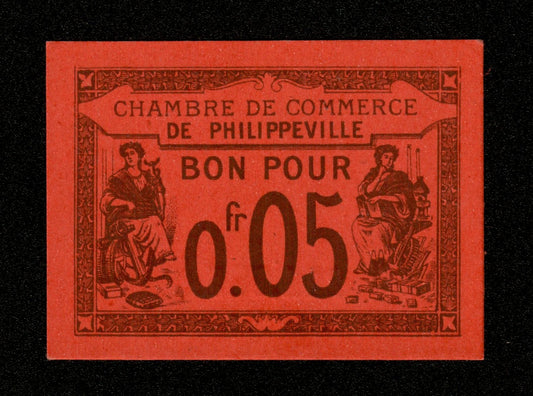 CHAMBRE DE COMMERCE
DE PHILIPPEVILLE
BON POUR
0.fr05